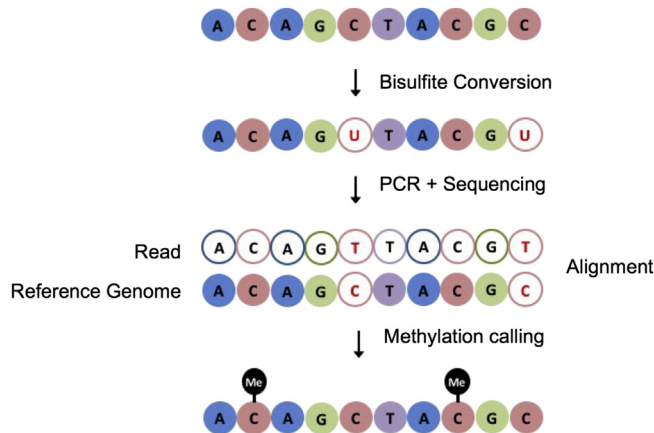 A C A G C T A C G C
Bisulfite Conversion
A C A G U T A C G U
PCR + Sequencing
Read A C A G T T A C G T
Alignment
Reference Genome A C A G C T A C G C
Methylation calling
Me Me
A C A G C T A C G C